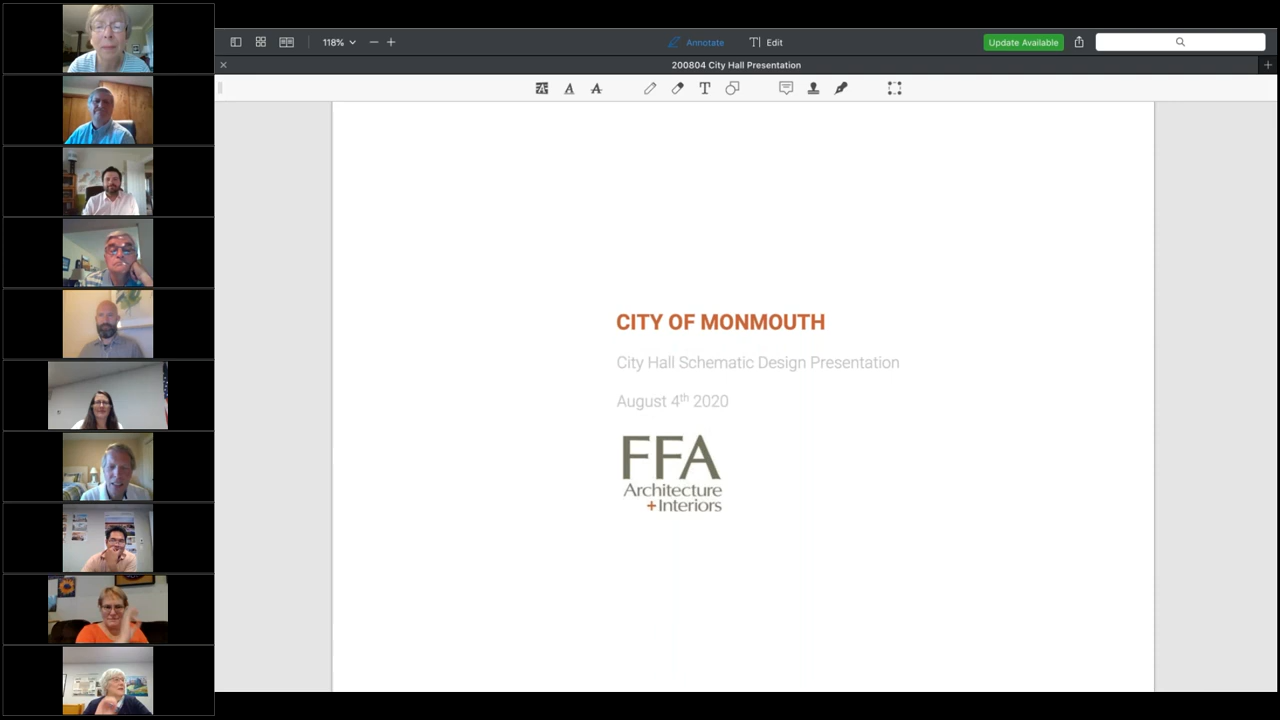 118%
Annotate
Edit
Update Available
200804 City Hall Presentation
CITY OF MONMOUTH
City Hall Schematic Design Presentation
August 4th 2020
FFA
Architecture
+Interiors